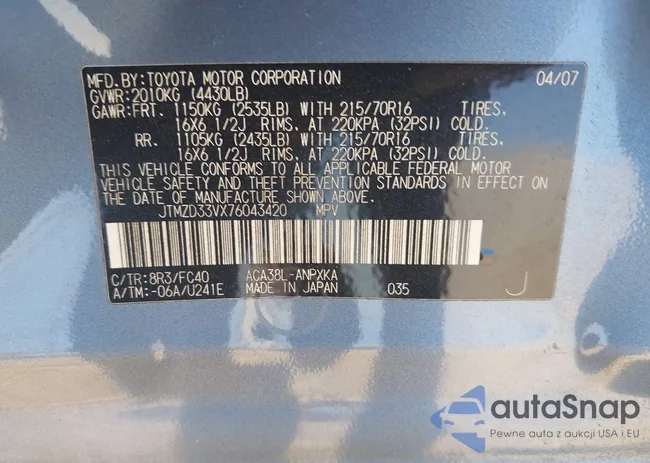 MFD.BY:TOYOTA MOTOR CORPORATION 04/07
GVWR:2010KG (4430LB)
GAWR:FRT. 1150KG (2535LB) WITH 215/70R16 TIRES.
16X6 1/2J RIMS, AT 220KPA (32PSI) COLD.
RR. 1105KG (2435LB) WITH 215/70R16 TIRES.
16X6 1/2J RIMS, AT 220KPA (32PSI) COLD.
THIS VEHICLE CONFORMS TO ALL APPLICABLE FEDERAL MOTOR
VEHICLE SAFETY AND THEFT PREVENTION STANDARDS IN EFFECT
ON THE DATE OF MANUFACTURE SHOWN ABOVE.
JTMZD33VX76043420 MPV
C/TR:8R3/FC40 ACA38L-ANPXKA
A/TM:-06A/U241E MADE IN JAPAN 035 J
autaSnap
Pewne auta z aukcji USA i EU